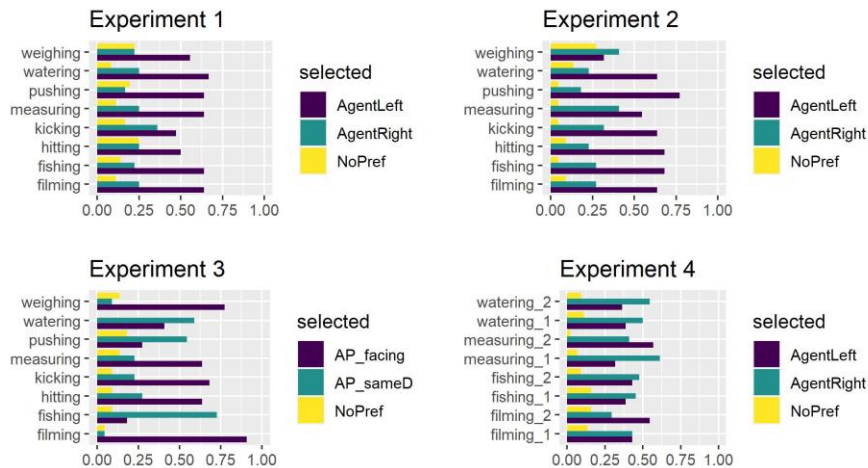 Experiment 1
weighing
watering
pushing
measuring
kicking
hitting
fishing
filming
0.00 0.25 0.50 0.75 1.00
selected
AgentLeft
AgentRight
NoPref
Experiment 2
weighing
watering
pushing
measuring
kicking
hitting
fishing
filming
0.00 0.25 0.50 0.75 1.00
selected
AgentLeft
AgentRight
NoPref
Experiment 3
weighing
watering
pushing
measuring
kicking
hitting
fishing
filming
0.00 0.25 0.50 0.75 1.00
selected
AP_facing
AP_sameD
NoPref
Experiment 4
watering_2
watering_1
measuring_2
measuring_1
fishing_2
fishing_1
filming_2
filming_1
0.00 0.25 0.50 0.75 1.00
selected
AgentLeft
AgentRight
NoPref